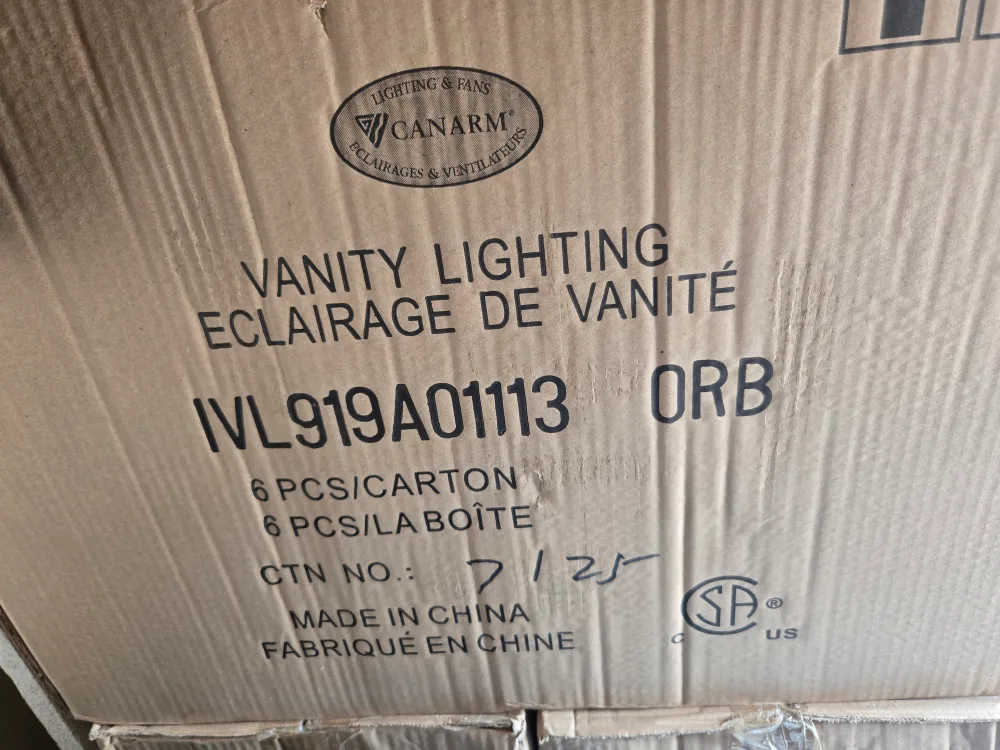 LIGHTING & FANS
CANARM®
ECLAIRAGES & VENTILATEURS
VANITY LIGHTING
ECLAIRAGE DE VANITÉ
IVL919A01113 ORB
6 PCS/CARTON
6 PCS/LA BOÎTE
CTN NO.: 7/25
MADE IN CHINA
FABRIQUÉ EN CHINE
C SA ®
C US